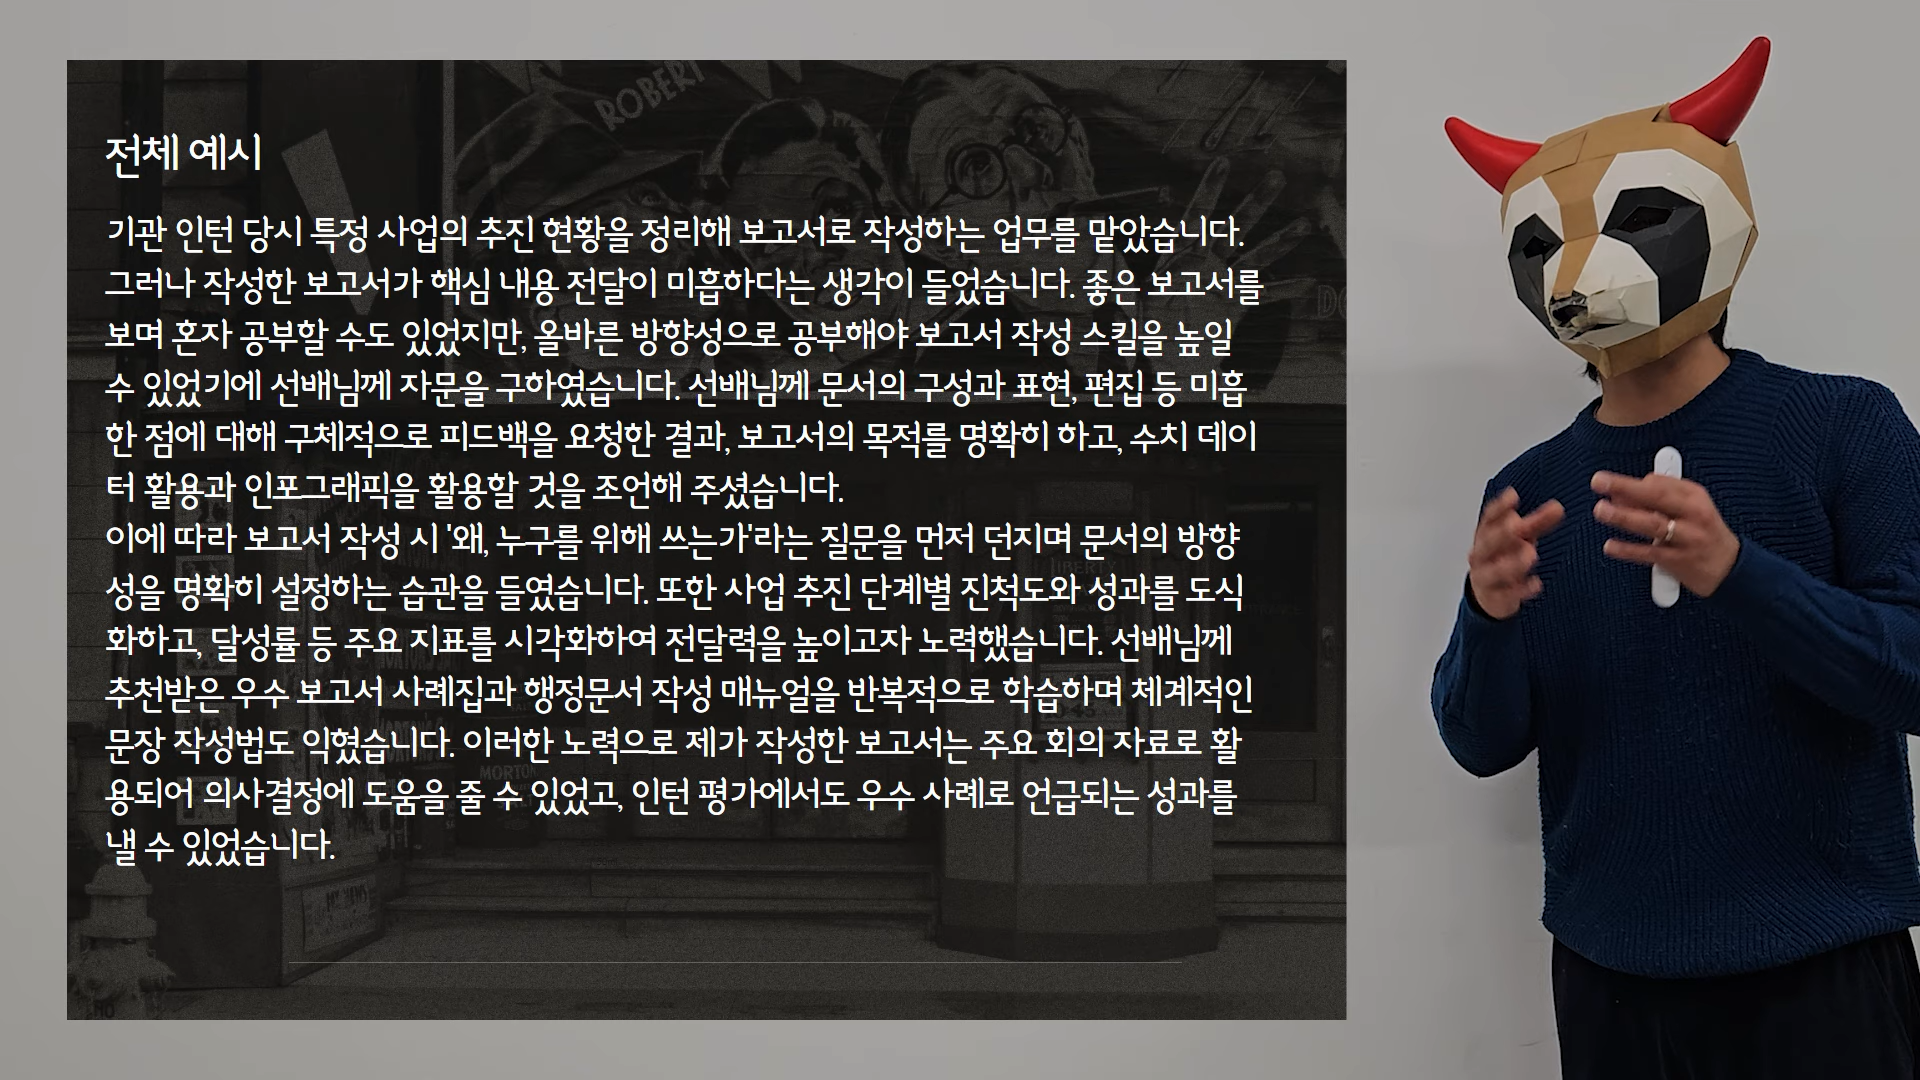 ROBERT
전체 예시
기관 인턴 당시 특정 사업의 추진 현황을 정리해 보고서로 작성하는 업무를 맡았습니다.
그러나 작성한 보고서가 핵심 내용 전달이 미흡하다는 생각이 들었습니다. 좋은 보고서를
보며 혼자 공부할 수도 있었지만, 올바른 방향성으로 공부해야 보고서 작성 스킬을 높일
수 있었기에 선배님께 자문을 구하였습니다. 선배님께 문서의 구성과 표현, 편집 등 미흡
한 점에 대해 구체적으로 피드백을 요청한 결과, 보고서의 목적를 명확히 하고, 수치 데이
터 활용과 인포그래픽을 활용할 것을 조언해 주셨습니다.
이에 따라 보고서 작성 시 '왜, 누구를 위해 쓰는가'라는 질문을 먼저 던지며 문서의 방향
성을 명확히 설정하는 습관을 들였습니다. 또한 사업 추진 단계별 진척도와 성과를 도식
화하고, 달성률 등 주요 지표를 시각화하여 전달력을 높이고자 노력했습니다. 선배님께
추천받은 우수 보고서 사례집과 행정문서 작성 매뉴얼을 반복적으로 학습하며 체계적인
문장 작성법도 익혔습니다. 이러한 노력으로 제가 작성한 보고서는 주요 회의 자료로 활
용되어 의사결정에 도움을 줄 수 있었고, 인턴 평가에서도 우수 사례로 언급되는 성과를
낼 수 있었습니다.
LIBERTY
MORTON